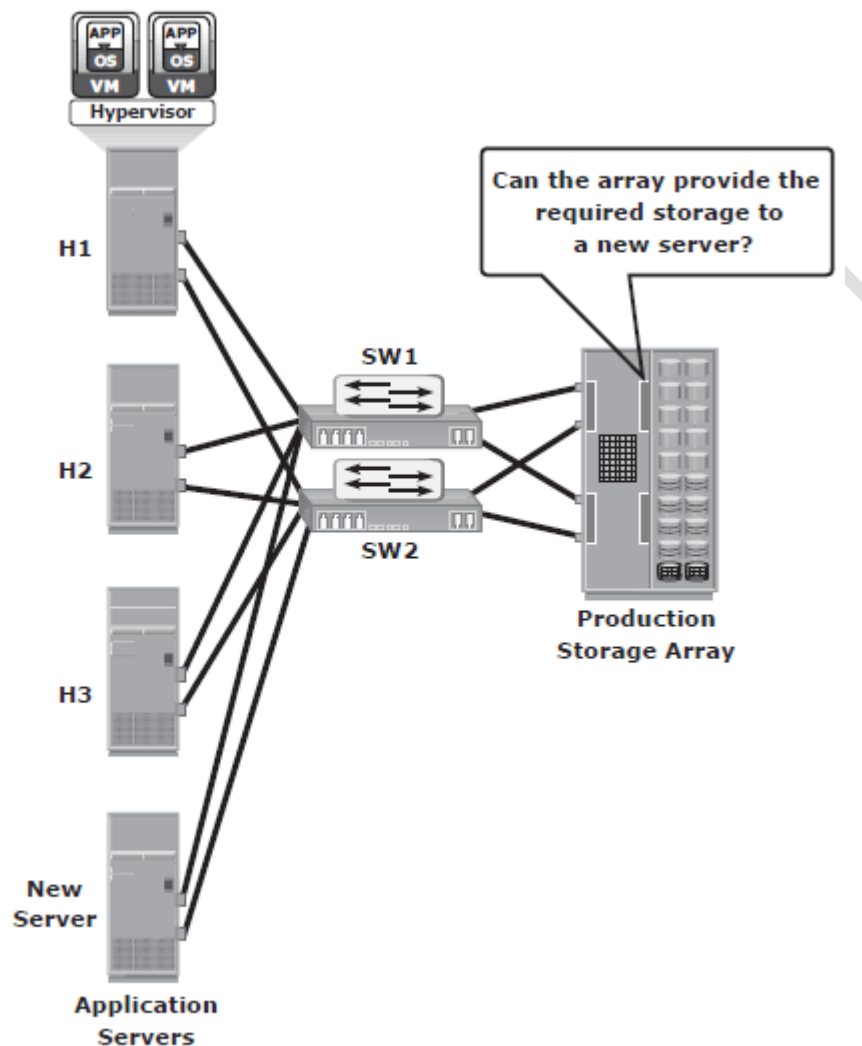 APP APP
OS OS
VM VM
Hypervisor
H1
Can the array provide the
required storage to
a new server?
SW1
H2
SW2
Production
Storage Array
H3
New
Server
Application
Servers